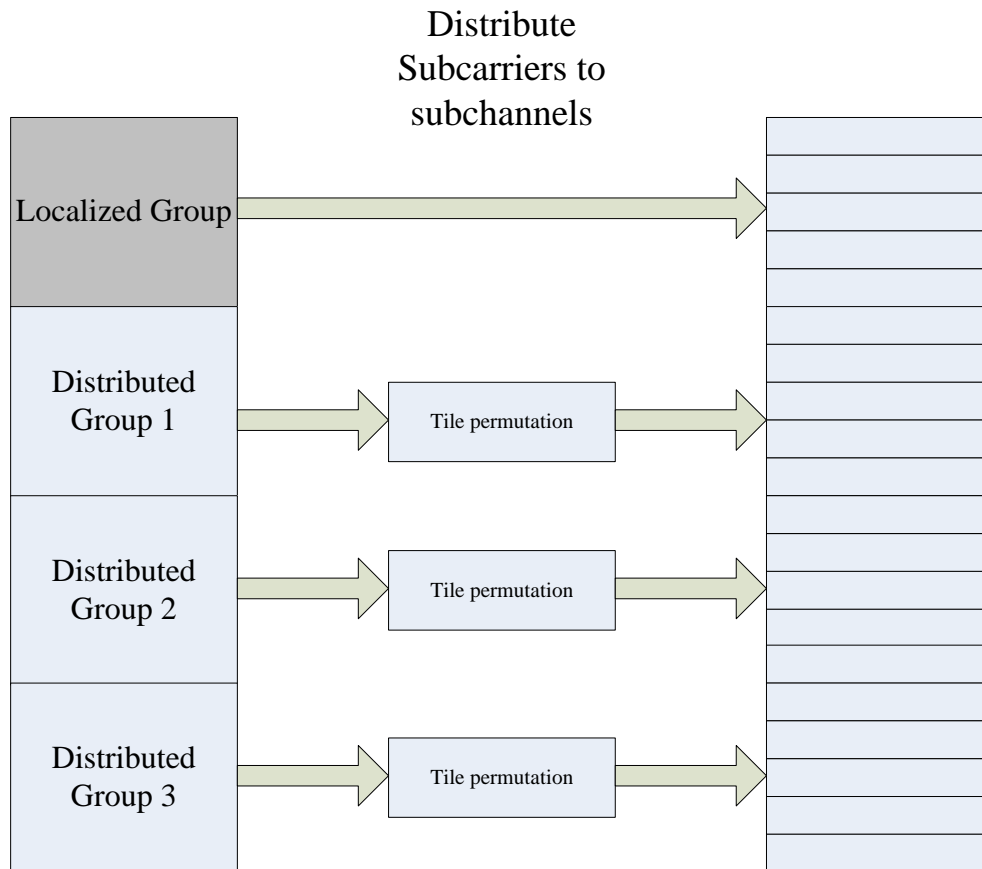 Distribute
Subcarriers to
subchannels
Localized Group
Distributed
Group 1
Tile permutation
Distributed
Group 2
Tile permutation
Distributed
Group 3
Tile permutation